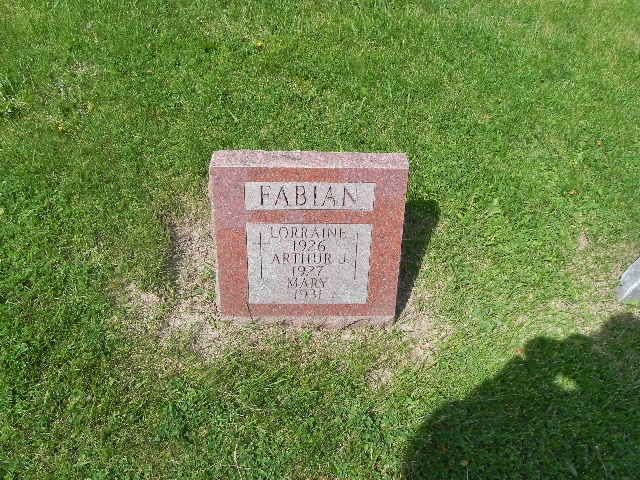 FABIAN
LORRAINE
1926
ARTHUR J.
1927
MARY
1931